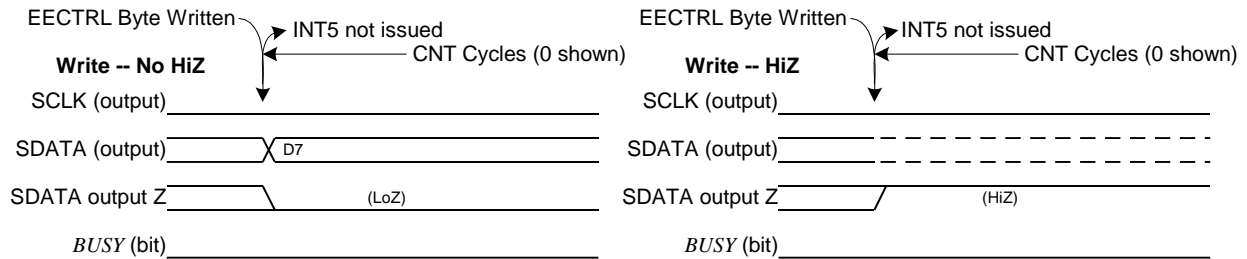 EECTRL Byte Written
INT5 not issued
CNT Cycles (0 shown)
Write -- No HiZ
SCLK (output)
SDATA (output)
D7
SDATA output Z
(LoZ)
BUSY (bit)
EECTRL Byte Written
INT5 not issued
CNT Cycles (0 shown)
Write -- HiZ
SCLK (output)
SDATA (output)
SDATA output Z
(HiZ)
BUSY (bit)